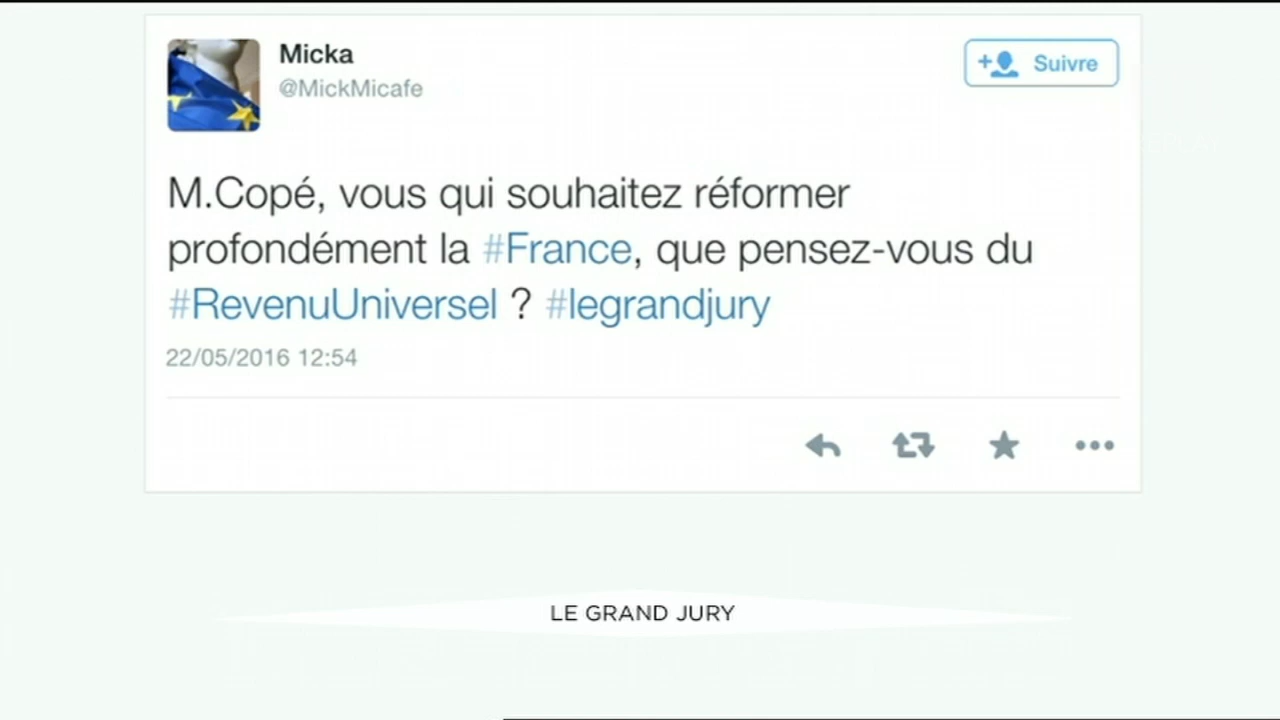 Micka
@MickMicafe
Suivre
M.Copé, vous qui souhaitez réformer
profondément la #France, que pensez-vous du
#RevenuUniversel ? #legrandjury
22/05/2016 12:54
LE GRAND JURY